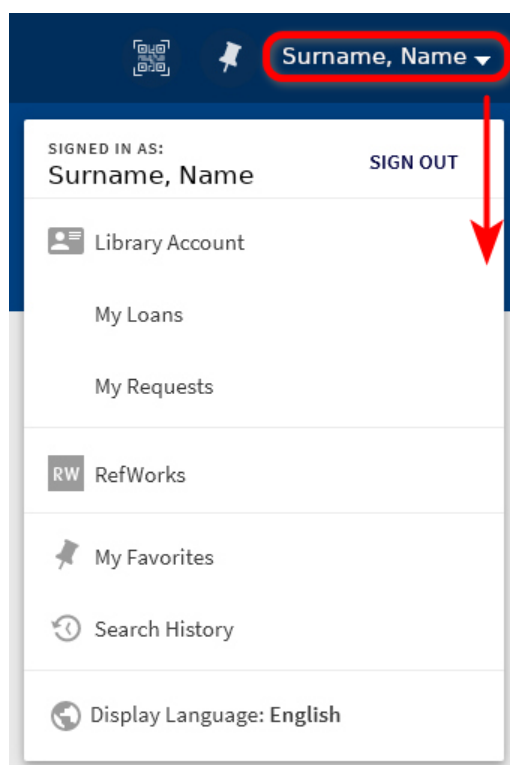 Surname, Name
SIGNED IN AS:
Surname, Name
SIGN OUT
Library Account
My Loans
My Requests
RW RefWorks
My Favorites
Search History
Display Language: English